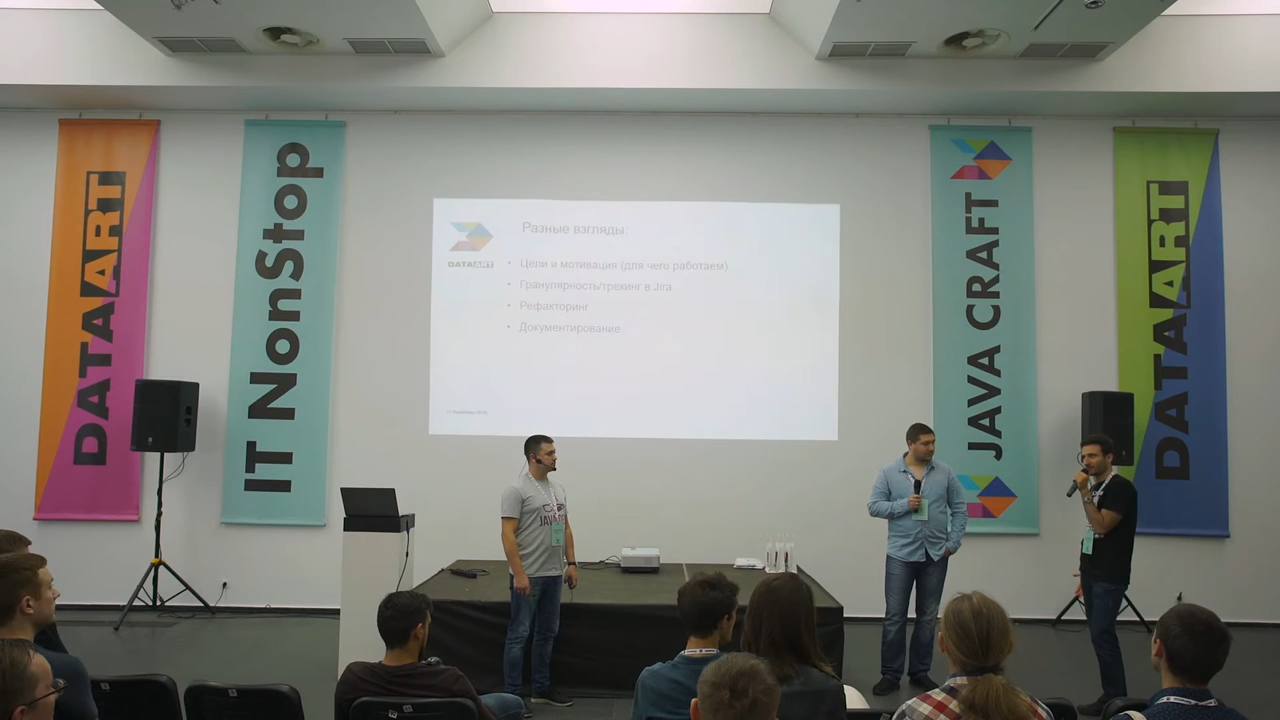 DATAART
IT NonStop
DATAART
Разные взгляды:
• Цели и мотивация (для чего работаем)
• Гранулярность/трекинг в Jira
• Рефакторинг
• Документирование
JAVA CRAFT
DATAART